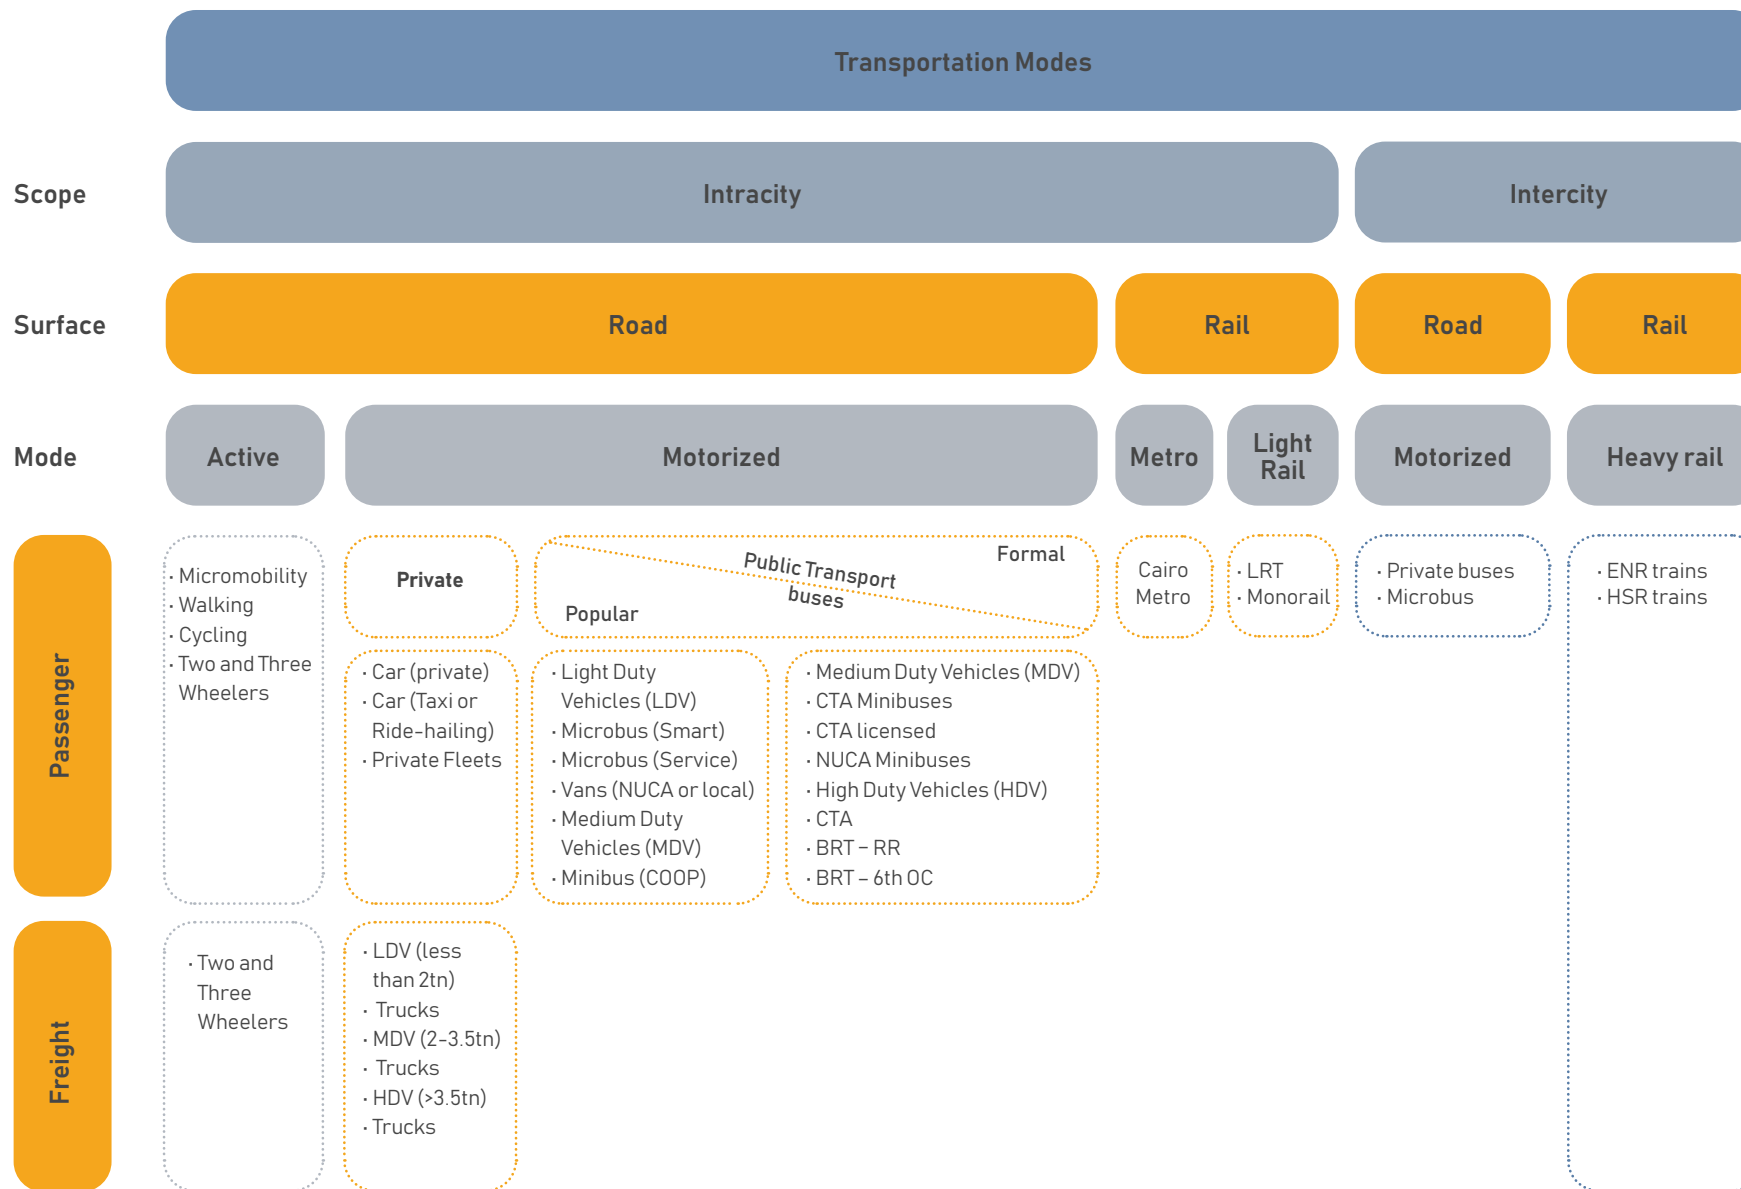 Transportation Modes
Scope
Intracity
Intercity
Surface
Road
Rail
Road
Rail
Mode
Active
Motorized
Metro
Light
Rail
Motorized
Heavy rail
Passenger
· Micromobility
· Walking
· Cycling
· Two and Three
Wheelers
Private
Public Transport
buses
Formal
Popular
· Car (private)
· Car (Taxi or
Ride-hailing)
· Private Fleets
· Light Duty
Vehicles (LDV)
· Microbus (Smart)
· Microbus (Service)
· Vans (NUCA or local)
· Medium Duty
Vehicles (MDV)
· Minibus (COOP)
· Medium Duty Vehicles (MDV)
· CTA Minibuses
· CTA licensed
· NUCA Minibuses
· High Duty Vehicles (HDV)
· CTA
· BRT – RR
· BRT – 6th OC
Cairo
Metro
· LRT
· Monorail
· Private buses
· Microbus
· ENR trains
· HSR trains
Freight
· Two and
Three
Wheelers
· LDV (less
than 2tn)
· Trucks
· MDV (2-3.5tn)
· Trucks
· HDV (>3.5tn)
· Trucks